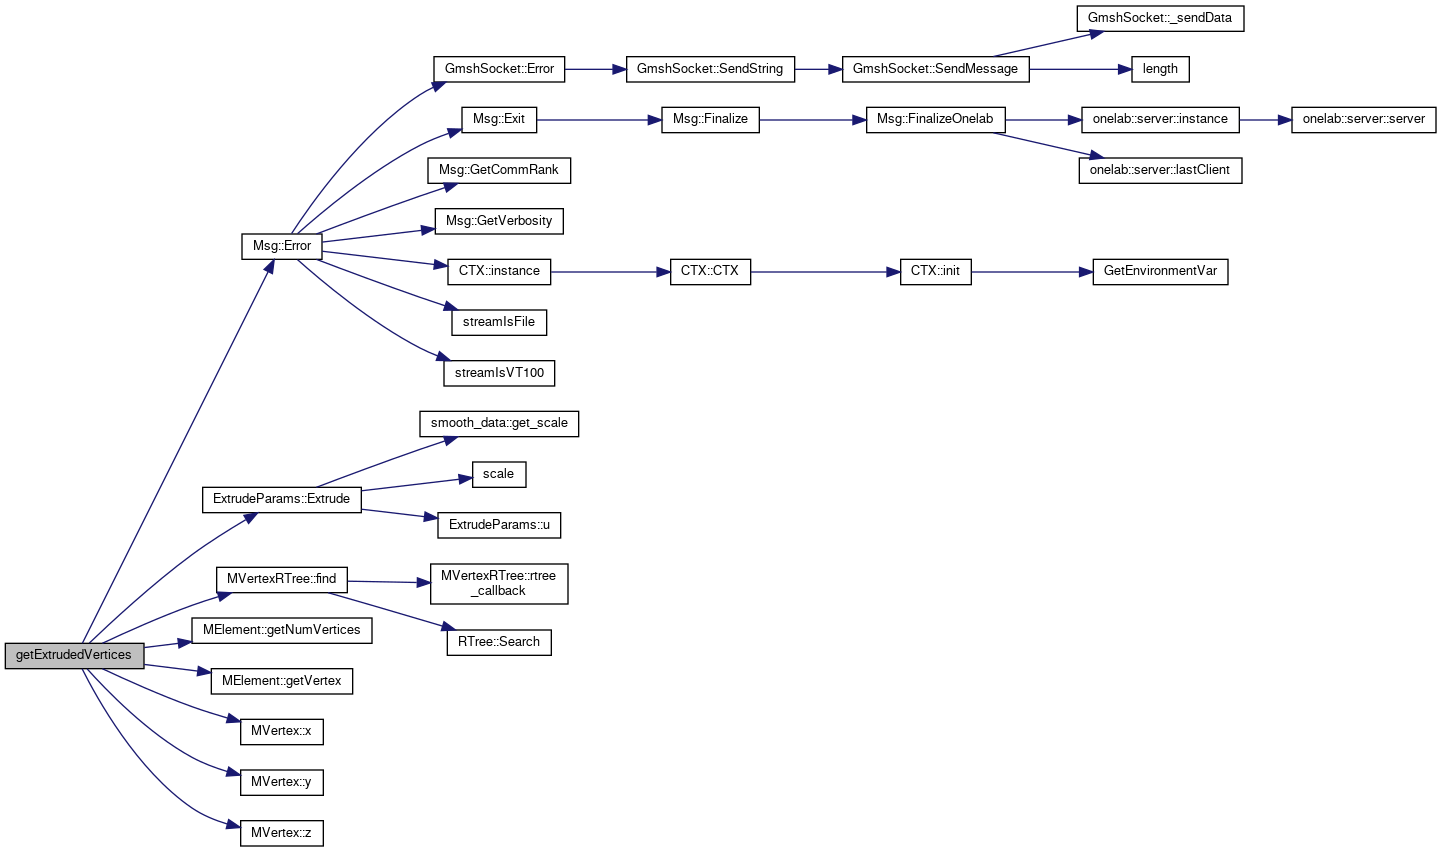 GmshSocket::_sendData
GmshSocket::Error
GmshSocket::SendString
GmshSocket::SendMessage
length
Msg::Exit
Msg::Finalize
Msg::FinalizeOnelab
onelab::server::instance
onelab::server::server
Msg::GetCommRank
onelab::server::lastClient
Msg::GetVerbosity
Msg::Error
CTX::instance
CTX::CTX
CTX::init
GetEnvironmentVar
streamIsFile
streamIsVT100
smooth_data::get_scale
scale
ExtrudeParams::Extrude
ExtrudeParams::u
MVertexRTree::find
MVertexRTree::rtree
_callback
MElement::getNumVertices
RTree::Search
getExtrudedVertices
MElement::getVertex
MVertex::x
MVertex::y
MVertex::z